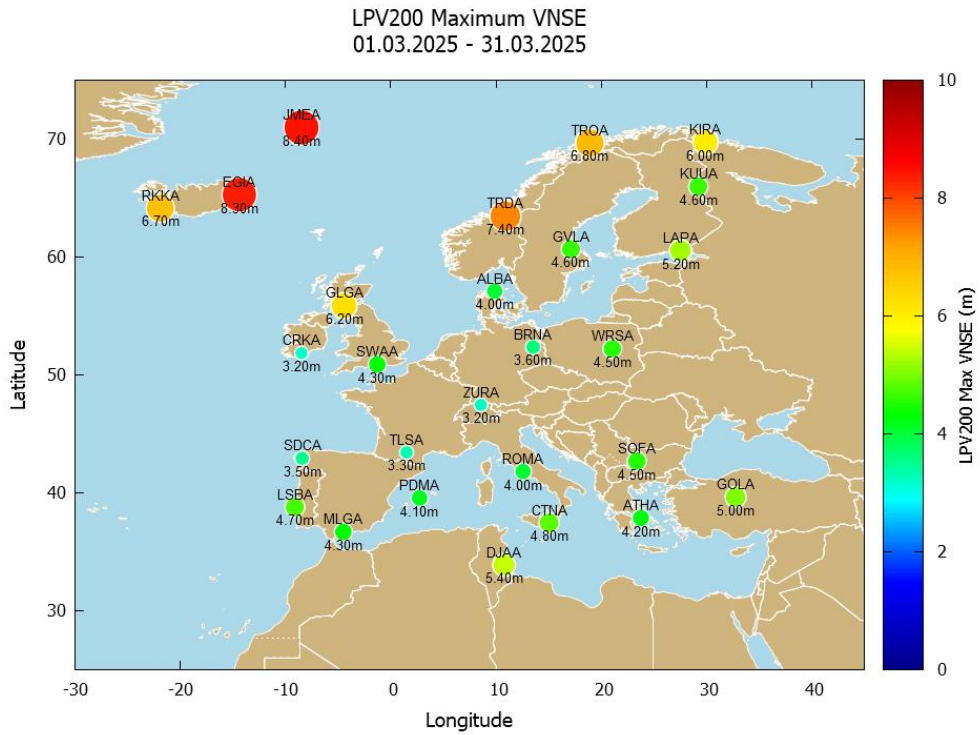 LPV200 Maximum VNSE
01.03.2025 - 31.03.2025
JMEA
8.40m
TROA
6.80m
KIRA
6.00m
EGIA
8.30m
RKKA
6.70m
KUUA
4.60m
TRDA
7.40m
GVLA
4.60m
LAPA
5.20m
ALBA
4.00m
GLGA
6.20m
CRKA
3.20m
SWAA
4.30m
BRNA
3.60m
WRSA
4.50m
ZURA
3.20m
SDCA
3.50m
TLSA
3.30m
ROMA
4.00m
SOFA
4.50m
LSBA
4.70m
PDMA
4.10m
CTNA
4.80m
ATHA
4.20m
GOLA
5.00m
MLGA
4.30m
DJAA
5.40m
70
60
50
40
30
Latitude
-30
-20
-10
0
10
20
30
40
Longitude
10
8
6
4
2
0
LPV200 Max VNSE (m)